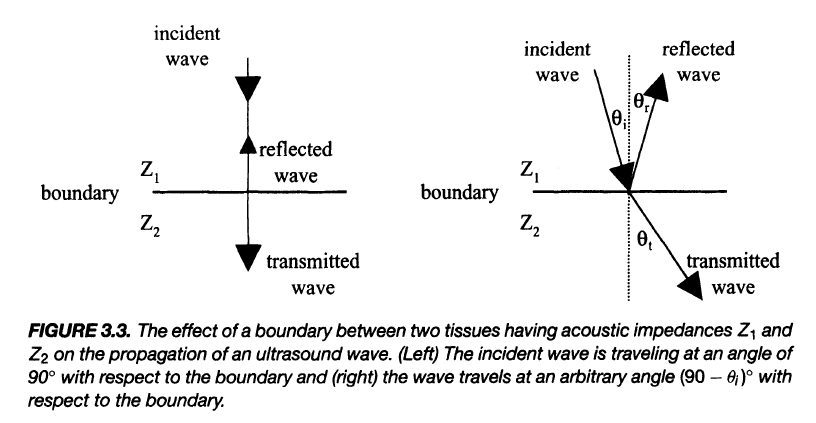 incident
wave
reflected
wave
Z₁
boundary
Z₂
transmitted
wave
incident
wave
reflected
wave
θᵢ
θᵣ
Z₁
boundary
Z₂
θₜ
transmitted
wave
FIGURE 3.3. The effect of a boundary between two tissues having acoustic impedances Z₁ and
Z₂ on the propagation of an ultrasound wave. (Left) The incident wave is traveling at an angle of
90° with respect to the boundary and (right) the wave travels at an arbitrary angle (90 − θᵢ)° with
respect to the boundary.